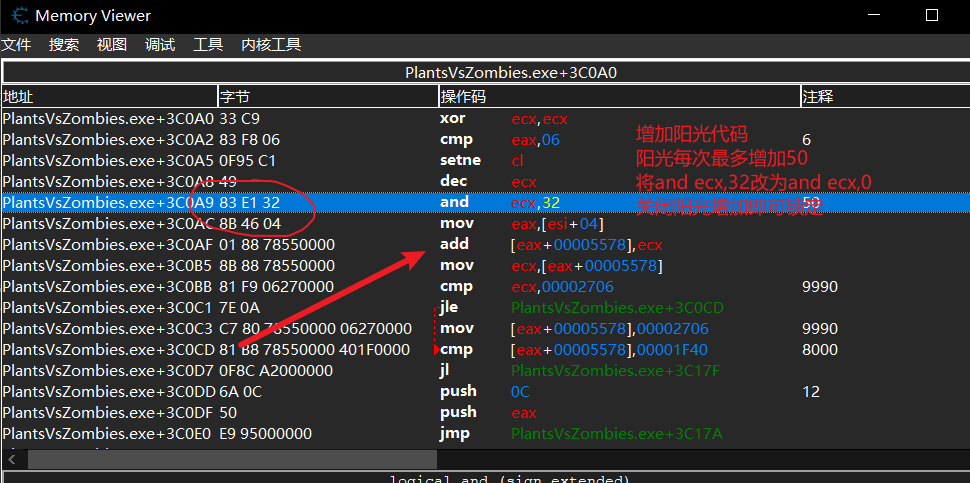 Memory Viewer
文件 搜索 视图 调试 工具 内核工具
PlantsVsZombies.exe+3C0A0
地址 字节 操作码 注释
PlantsVsZombies.exe+3C0A0 33 C9 xor ecx,ecx
PlantsVsZombies.exe+3C0A2 83 F8 06 cmp eax,06 6
PlantsVsZombies.exe+3C0A5 0F95 C1 setne cl
PlantsVsZombies.exe+3C0A8 49 dec ecx
PlantsVsZombies.exe+3C0A9 83 E1 32 and ecx,32 50
PlantsVsZombies.exe+3C0AC 8B 46 04 mov eax,[esi+04]
PlantsVsZombies.exe+3C0AF 01 88 78550000 add [eax+00005578],ecx
PlantsVsZombies.exe+3C0B5 8B 88 78550000 mov ecx,[eax+00005578]
PlantsVsZombies.exe+3C0BB 81 F9 06270000 cmp ecx,00002706 9990
PlantsVsZombies.exe+3C0C1 7E 0A jle PlantsVsZombies.exe+3C0CD
PlantsVsZombies.exe+3C0C3 C7 80 78550000 06270000 mov [eax+00005578],00002706 9990
PlantsVsZombies.exe+3C0CD 81 B8 78550000 401F0000 cmp [eax+00005578],00001F40 8000
PlantsVsZombies.exe+3C0D7 0F8C A2000000 jl PlantsVsZombies.exe+3C17F
PlantsVsZombies.exe+3C0DD 6A 0C push 0C 12
PlantsVsZombies.exe+3C0DF 50 push eax
PlantsVsZombies.exe+3C0E0 E9 95000000 jmp PlantsVsZombies.exe+3C17A
增加阳光代码
阳光每次最多增加50
将and ecx,32改为and ecx,0
关闭阳光增加即可锁定
logical and (sign extended)